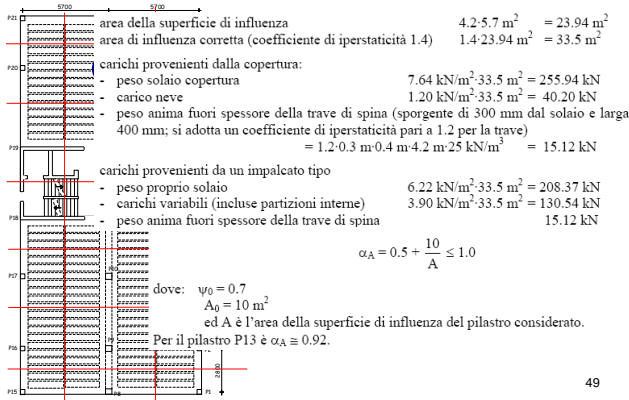 5700 5700
P21
area della superficie di influenza 4.2·5.7 m² = 23.94 m²
area di influenza corretta (coefficiente di iperstaticità 1.4) 1.4·23.94 m² = 33.5 m²
P20
carichi provenienti dalla copertura:
- peso solaio copertura 7.64 kN/m²·33.5 m² = 255.94 kN
- carico neve 1.20 kN/m²·33.5 m² = 40.20 kN
- peso anima fuori spessore della trave di spina (sporgente di 300 mm dal solaio e larga
400 mm; si adotta un coefficiente di iperstaticità pari a 1.2 per la trave)
= 1.2·0.3 m·0.4 m·4.2 m·25 kN/m³ = 15.12 kN
P19
carichi provenienti da un impalcato tipo
- peso proprio solaio 6.22 kN/m²·33.5 m² = 208.37 kN
- carichi variabili (incluse partizioni interne) 3.90 kN/m²·33.5 m² = 130.54 kN
- peso anima fuori spessore della trave di spina 15.12 kN
P18
αA = 0.5 + 10/A ≤ 1.0
P17
P10
dove: ψ0 = 0.7
A0 = 10 m²
ed A è l'area della superficie di influenza del pilastro considerato.
Per il pilastro P13 è αA ≅ 0.92.
P16
P9
2800
P15
P8
P1
49